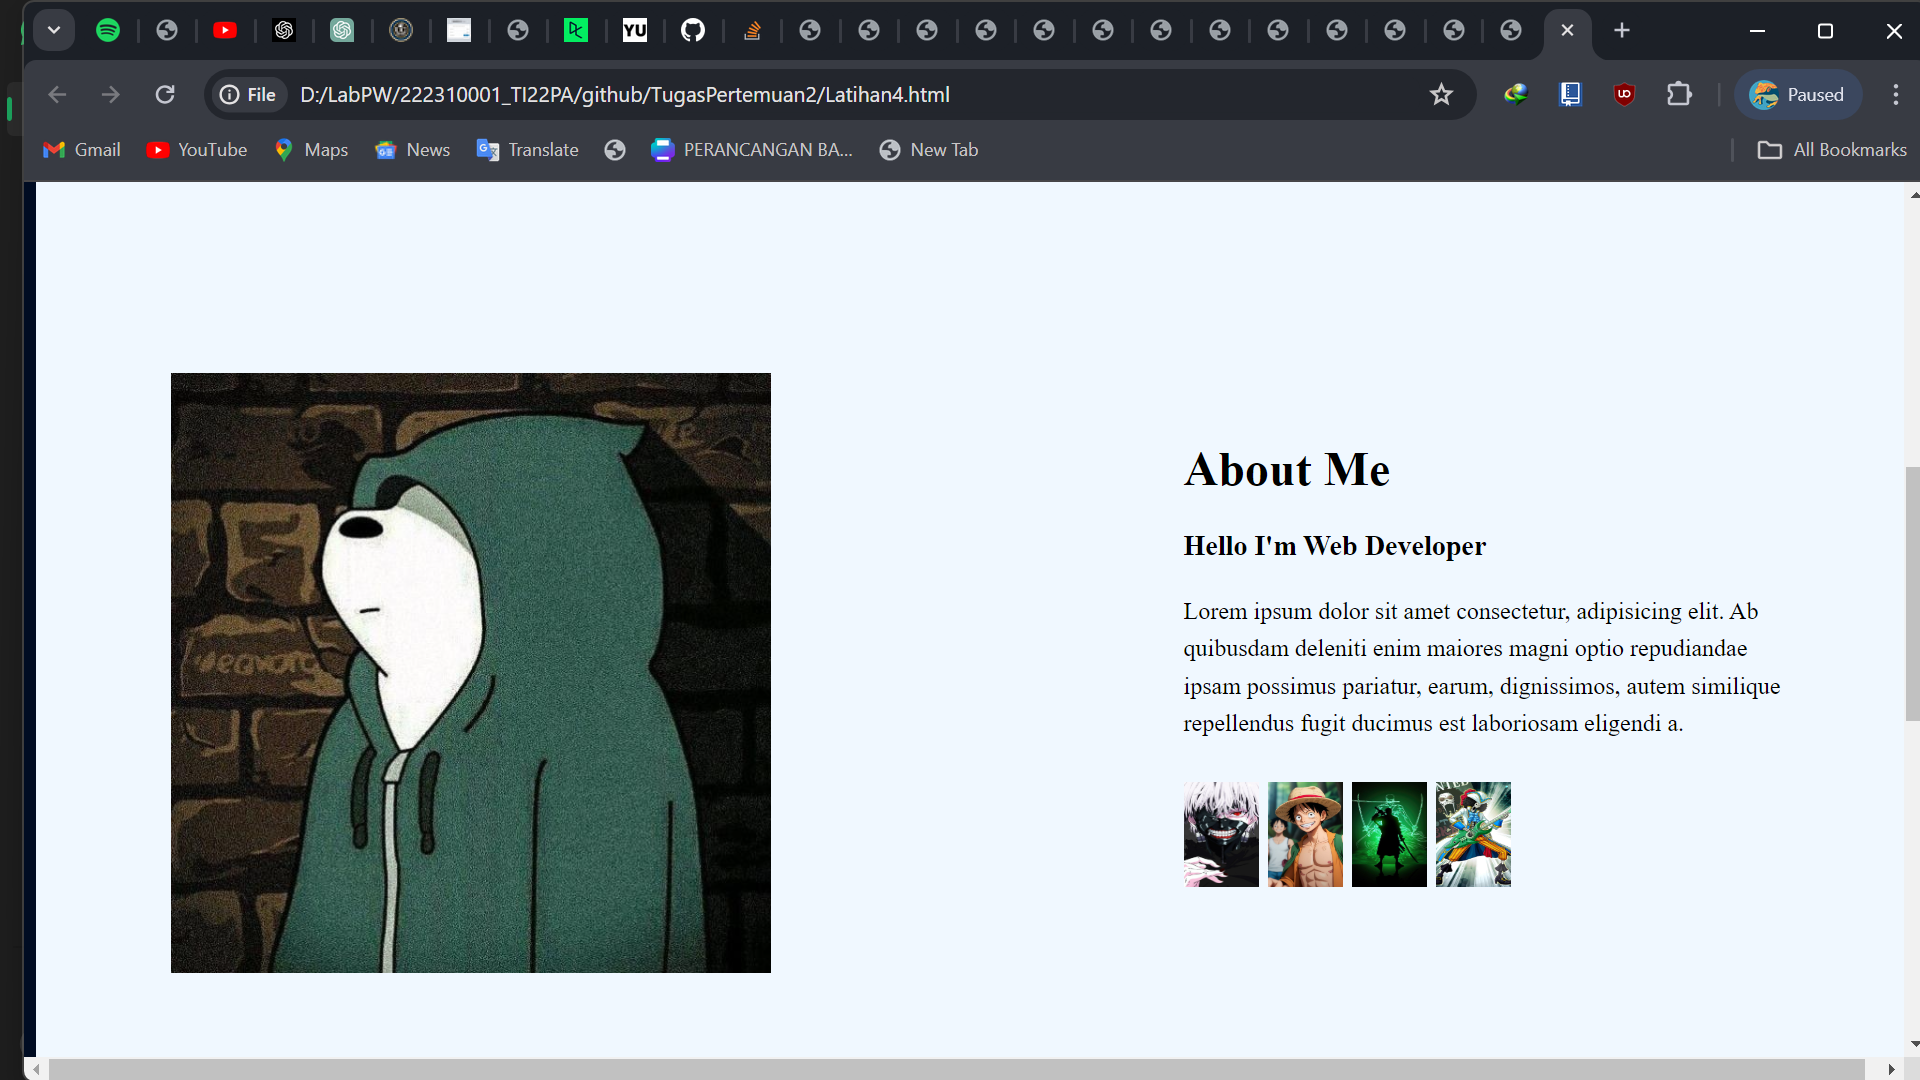 YU
File
D:/LabPW/222310001_TI22PA/github/TugasPertemuan2/Latihan4.html
Paused
Gmail
YouTube
Maps
News
Translate
PERANCANGAN BA...
New Tab
All Bookmarks
About Me
Hello I'm Web Developer
Lorem ipsum dolor sit amet consectetur, adipisicing elit. Ab
quibusdam deleniti enim maiores magni optio repudiandae
ipsam possimus pariatur, earum, dignissimos, autem similique
repellendus fugit ducimus est laboriosam eligendi a.